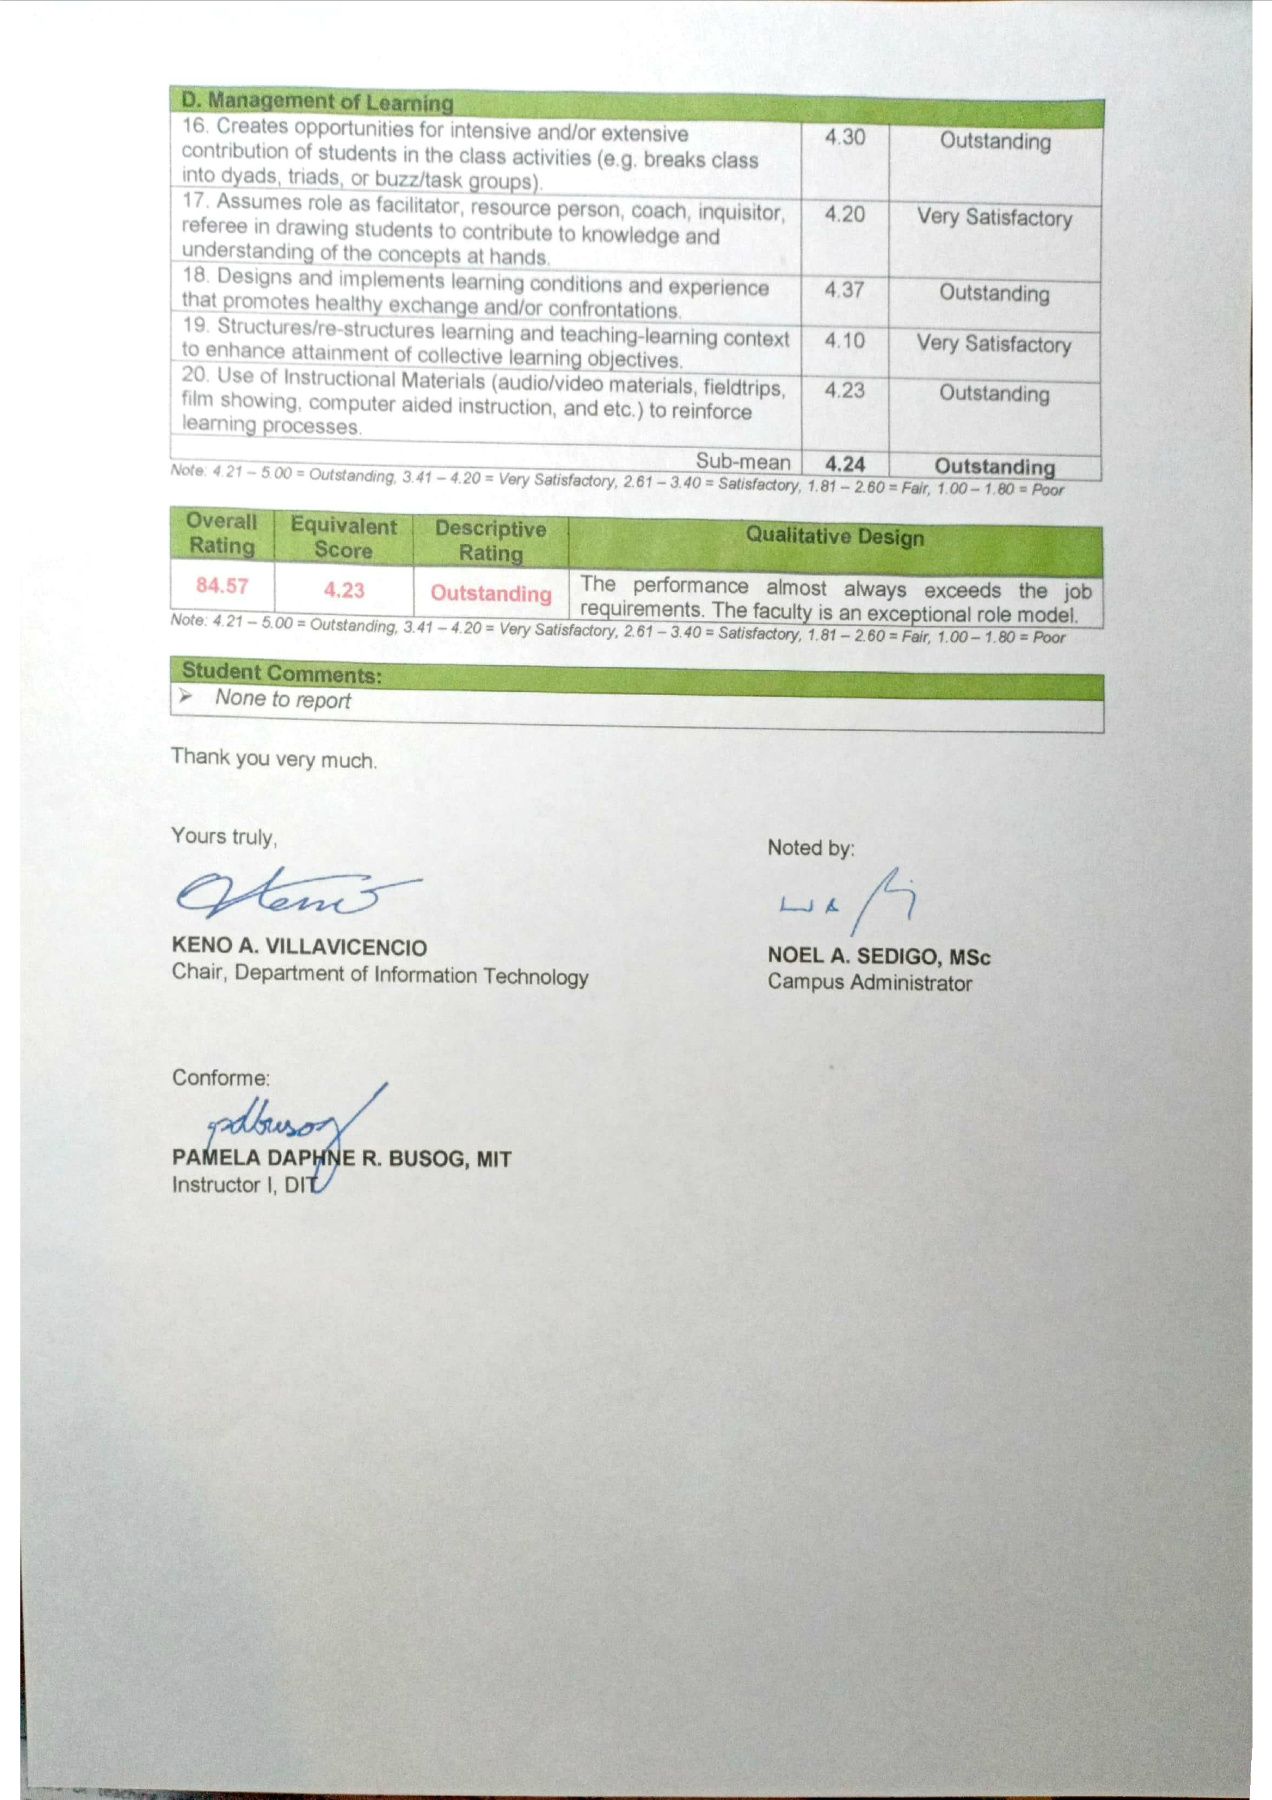 D. Management of Learning
16. Creates opportunities for intensive and/or extensive 4.30 Outstanding
contribution of students in the class activities (e.g. breaks class
into dyads, triads, or buzz/task groups).
17. Assumes role as facilitator, resource person, coach, inquisitor, 4.20 Very Satisfactory
referee in drawing students to contribute to knowledge and
understanding of the concepts at hands.
18. Designs and implements learning conditions and experience 4.37 Outstanding
that promotes healthy exchange and/or confrontations.
19. Structures/re-structures learning and teaching-learning context 4.10 Very Satisfactory
to enhance attainment of collective learning objectives.
20. Use of Instructional Materials (audio/video materials, fieldtrips, 4.23 Outstanding
film showing, computer aided instruction, and etc.) to reinforce
learning processes.
Sub-mean 4.24 Outstanding
Note: 4.21 – 5.00 = Outstanding, 3.41 – 4.20 = Very Satisfactory, 2.61 – 3.40 = Satisfactory, 1.81 – 2.60 = Fair, 1.00 – 1.80 = Poor
Overall Equivalent Descriptive Qualitative Design
Rating Score Rating
84.57 4.23 Outstanding The performance almost always exceeds the job
requirements. The faculty is an exceptional role model.
Note: 4.21 – 5.00 = Outstanding, 3.41 – 4.20 = Very Satisfactory, 2.61 – 3.40 = Satisfactory, 1.81 – 2.60 = Fair, 1.00 – 1.80 = Poor
Student Comments:
➢ None to report
Thank you very much.
Yours truly,
Noted by:
KENO A. VILLAVICENCIO
Chair, Department of Information Technology
NOEL A. SEDIGO, MSc
Campus Administrator
Conforme:
pdbusog
PAMELA DAPHNE R. BUSOG, MIT
Instructor I, DIT